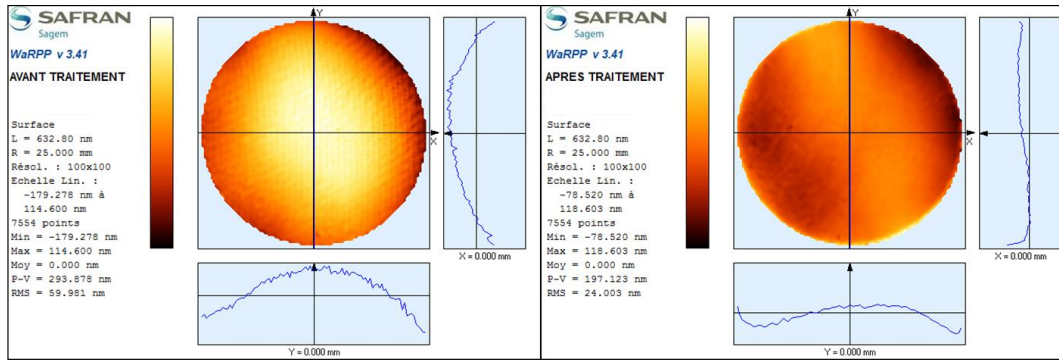 SAFRAN
Sagem
WaRPP v 3.41
AVANT TRAITEMENT
Surface
L = 632.80 nm
R = 25.000 mm
Résol. : 100x100
Echelle Lin. :
-179.278 nm à
114.600 nm
7554 points
Min = -179.278 nm
Max = 114.600 nm
Moy = 0.000 nm
P-V = 293.878 nm
RMS = 59.981 nm
Y
X
X = 0.000 mm
Y = 0.000 mm
SAFRAN
Sagem
WaRPP v 3.41
APRES TRAITEMENT
Surface
L = 632.80 nm
R = 25.000 mm
Résol. : 100x100
Echelle Lin. :
-78.520 nm à
118.603 nm
7554 points
Min = -78.520 nm
Max = 118.603 nm
Moy = 0.000 nm
P-V = 197.123 nm
RMS = 24.003 nm
Y
X
X = 0.000 mm
Y = 0.000 mm